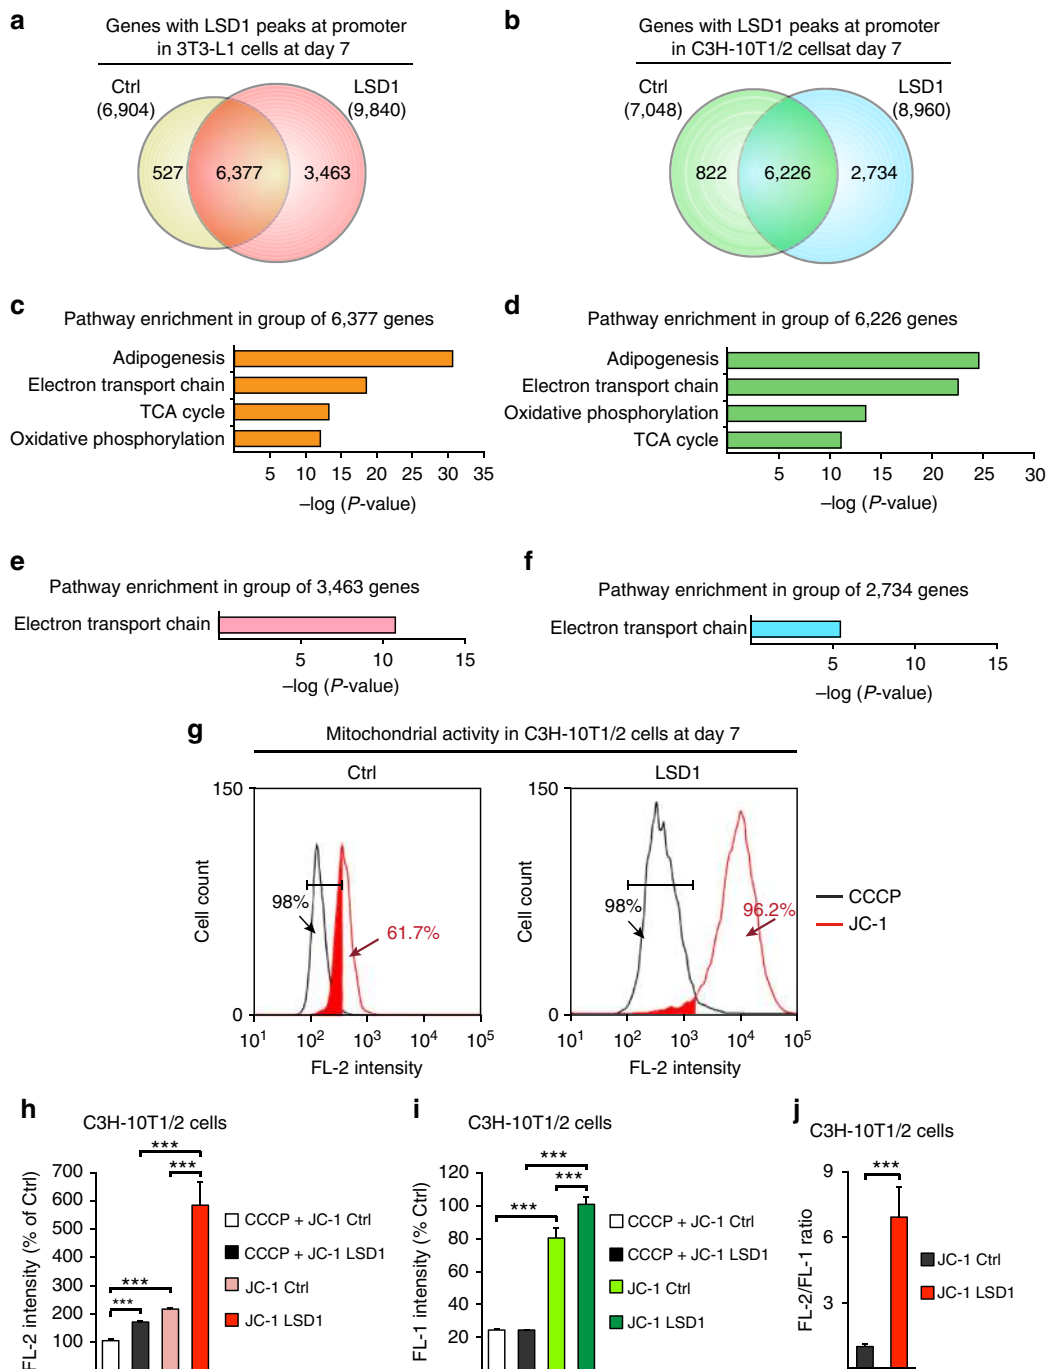 a
Genes with LSD1 peaks at promoter
in 3T3-L1 cells at day 7
Ctrl
(6,904)
LSD1
(9,840)
527
6,377
3,463
b
Genes with LSD1 peaks at promoter
in C3H-10T1/2 cellsat day 7
Ctrl
(7,048)
LSD1
(8,960)
822
6,226
2,734
c
Pathway enrichment in group of 6,377 genes
Adipogenesis
Electron transport chain
TCA cycle
Oxidative phosphorylation
5 10 15 20 25 30 35
–log (P-value)
d
Pathway enrichment in group of 6,226 genes
Adipogenesis
Electron transport chain
Oxidative phosphorylation
TCA cycle
5 10 15 20 25 30
–log (P-value)
e
Pathway enrichment in group of 3,463 genes
Electron transport chain
5 10 15
–log (P-value)
f
Pathway enrichment in group of 2,734 genes
Electron transport chain
5 10 15
–log (P-value)
g
Mitochondrial activity in C3H-10T1/2 cells at day 7
Ctrl
150
Cell count
0
98%
61.7%
10¹ 10² 10³ 10⁴ 10⁵
FL-2 intensity
LSD1
150
Cell count
0
98%
96.2%
10¹ 10² 10³ 10⁴ 10⁵
FL-2 intensity
CCCP
JC-1
h
C3H-10T1/2 cells
FL-2 intensity (% of Ctrl)
700
600
500
400
300
200
100
***
***
***
***
CCCP + JC-1 Ctrl
CCCP + JC-1 LSD1
JC-1 Ctrl
JC-1 LSD1
i
C3H-10T1/2 cells
FL-1 intensity (% Ctrl)
120
100
80
60
40
20
***
***
***
CCCP + JC-1 Ctrl
CCCP + JC-1 LSD1
JC-1 Ctrl
JC-1 LSD1
j
C3H-10T1/2 cells
FL-2/FL-1 ratio
9
6
3
***
JC-1 Ctrl
JC-1 LSD1